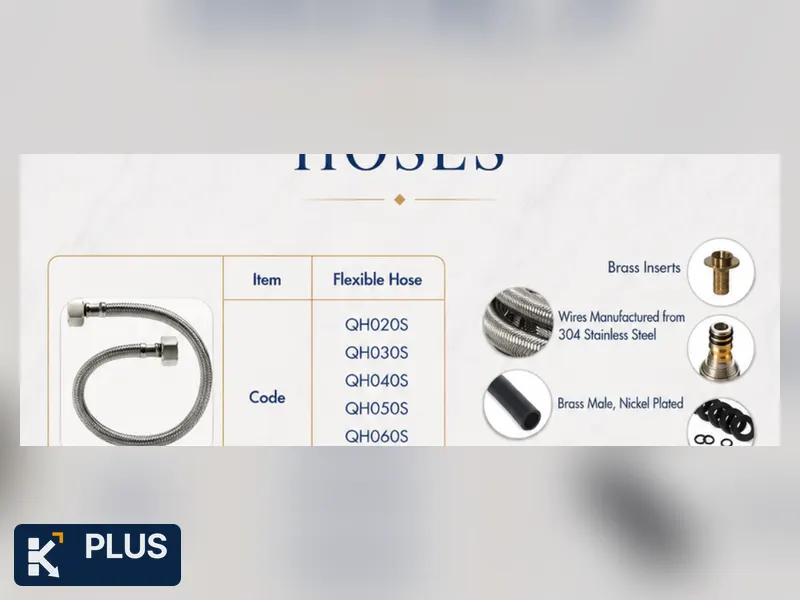 HOSES
Item
Flexible Hose
Code
QH020S
QH030S
QH040S
QH050S
QH060S
Brass Inserts
Wires Manufactured from
304 Stainless Steel
Brass Male, Nickel Plated
K PLUS